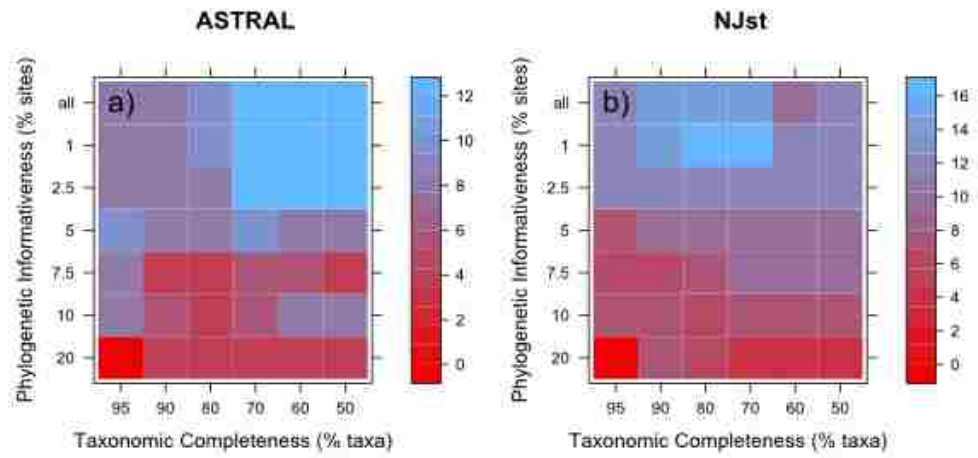 ASTRAL
NJst
a)
b)
Phylogenetic Informativeness (% sites)
all
1
2.5
5
7.5
10
20
95 90 80 70 60 50
Taxonomic Completeness (% taxa)
12
10
8
6
4
2
0
Phylogenetic Informativeness (% sites)
all
1
2.5
5
7.5
10
20
95 90 80 70 60 50
Taxonomic Completeness (% taxa)
16
14
12
10
8
6
4
2
0